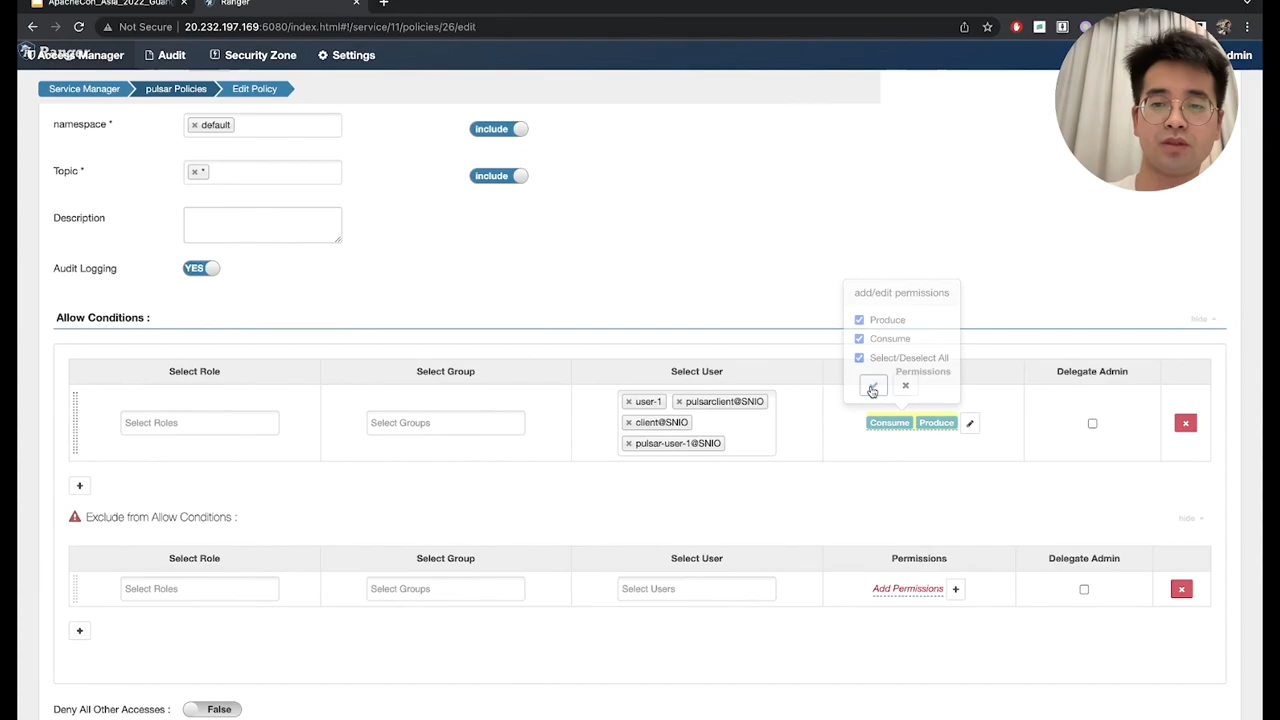 ApacheCon_Asia_2022_Guang
Ranger
Not Secure | 20.232.197.169:6080/index.html#!/service/11/policies/26/edit
Ranger
Access Manager
Audit
Security Zone
Settings
Service Manager
pulsar Policies
Edit Policy
namespace *
× default
include
Topic *
× *
include
Description
Audit Logging
YES
add/edit permissions
Produce
Consume
Select/Deselect All
Allow Conditions :
hide
Select Role
Select Group
Select User
Permissions
Delegate Admin
Select Roles
Select Groups
× user-1
× pulsarclient@SNIO
× client@SNIO
× pulsar-user-1@SNIO
Consume
Produce
+
Exclude from Allow Conditions :
hide
Select Role
Select Group
Select User
Permissions
Delegate Admin
Select Roles
Select Groups
Select Users
Add Permissions
+
+
Deny All Other Accesses :
False